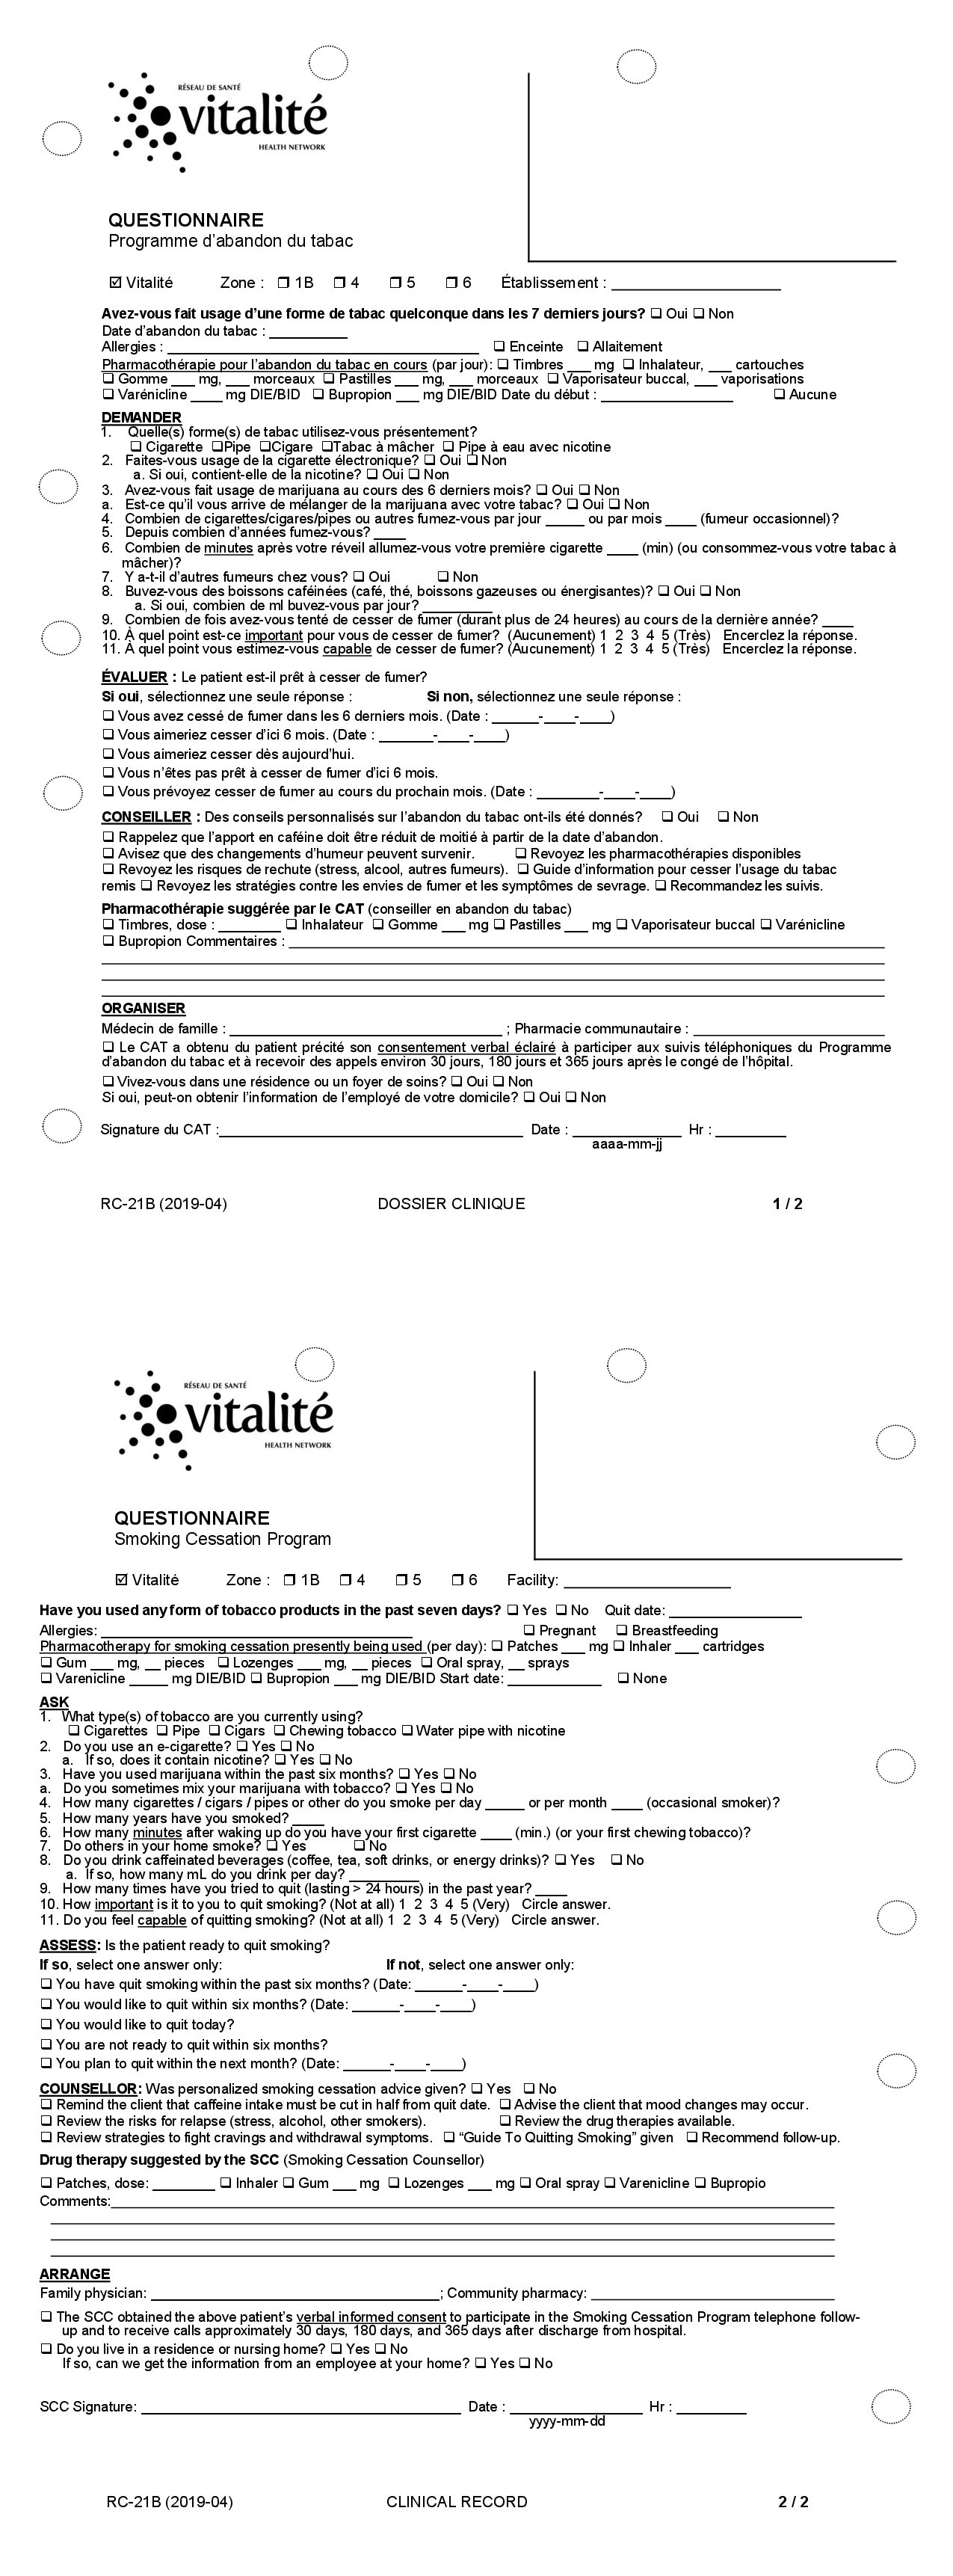 RÉSEAU DE SANTÉ
vitalité
HEALTH NETWORK
QUESTIONNAIRE
Programme d'abandon du tabac
☑ Vitalité Zone : ❒ 1B ❒ 4 ❒ 5 ❒ 6 Établissement : ____________________
Avez-vous fait usage d'une forme de tabac quelconque dans les 7 derniers jours? ❑ Oui ❑ Non
Date d'abandon du tabac : __________
Allergies : ________________________________________ ❑ Enceinte ❑ Allaitement
Pharmacothérapie pour l'abandon du tabac en cours (par jour): ❑ Timbres ___ mg ❑ Inhalateur, ___ cartouches
❑ Gomme ___ mg, ___ morceaux ❑ Pastilles ___ mg, ___ morceaux ❑ Vaporisateur buccal, ___ vaporisations
❑ Varénicline ____ mg DIE/BID ❑ Bupropion ___ mg DIE/BID Date du début : _________________ ❑ Aucune
DEMANDER
1. Quelle(s) forme(s) de tabac utilisez-vous présentement?
❑ Cigarette ❑Pipe ❑Cigare ❑Tabac à mâcher ❑ Pipe à eau avec nicotine
2. Faites-vous usage de la cigarette électronique? ❑ Oui ❑ Non
a. Si oui, contient-elle de la nicotine? ❑ Oui ❑ Non
3. Avez-vous fait usage de marijuana au cours des 6 derniers mois? ❑ Oui ❑ Non
a. Est-ce qu'il vous arrive de mélanger de la marijuana avec votre tabac? ❑ Oui ❑ Non
4. Combien de cigarettes/cigares/pipes ou autres fumez-vous par jour _____ ou par mois ____ (fumeur occasionnel)?
5. Depuis combien d'années fumez-vous? ____
6. Combien de minutes après votre réveil allumez-vous votre première cigarette ____ (min) (ou consommez-vous votre tabac à
mâcher)?
7. Y a-t-il d'autres fumeurs chez vous? ❑ Oui ❑ Non
8. Buvez-vous des boissons caféinées (café, thé, boissons gazeuses ou énergisantes)? ❑ Oui ❑ Non
a. Si oui, combien de ml buvez-vous par jour? _________
9. Combien de fois avez-vous tenté de cesser de fumer (durant plus de 24 heures) au cours de la dernière année? ____
10. À quel point est-ce important pour vous de cesser de fumer? (Aucunement) 1 2 3 4 5 (Très) Encerclez la réponse.
11. À quel point vous estimez-vous capable de cesser de fumer? (Aucunement) 1 2 3 4 5 (Très) Encerclez la réponse.
ÉVALUER : Le patient est-il prêt à cesser de fumer?
Si oui, sélectionnez une seule réponse : Si non, sélectionnez une seule réponse :
❑ Vous avez cessé de fumer dans les 6 derniers mois. (Date : ______-____-____)
❑ Vous aimeriez cesser d'ici 6 mois. (Date : _______-____-____)
❑ Vous aimeriez cesser dès aujourd'hui.
❑ Vous n'êtes pas prêt à cesser de fumer d'ici 6 mois.
❑ Vous prévoyez cesser de fumer au cours du prochain mois. (Date : ________-____-____)
CONSEILLER : Des conseils personnalisés sur l'abandon du tabac ont-ils été donnés? ❑ Oui ❑ Non
❑ Rappelez que l'apport en caféine doit être réduit de moitié à partir de la date d'abandon.
❑ Avisez que des changements d'humeur peuvent survenir. ❑ Revoyez les pharmacothérapies disponibles
❑ Revoyez les risques de rechute (stress, alcool, autres fumeurs). ❑ Guide d'information pour cesser l'usage du tabac
remis ❑ Revoyez les stratégies contre les envies de fumer et les symptômes de sevrage. ❑ Recommandez les suivis.
Pharmacothérapie suggérée par le CAT (conseiller en abandon du tabac)
❑ Timbres, dose : ________ ❑ Inhalateur ❑ Gomme ___ mg ❑ Pastilles ___ mg ❑ Vaporisateur buccal ❑ Varénicline
❑ Bupropion Commentaires : ____________________
ORGANISER
Médecin de famille : ____________________ ; Pharmacie communautaire : ____________________
❑ Le CAT a obtenu du patient précité son consentement verbal éclairé à participer aux suivis téléphoniques du Programme
d'abandon du tabac et à recevoir des appels environ 30 jours, 180 jours et 365 jours après le congé de l'hôpital.
❑ Vivez-vous dans une résidence ou un foyer de soins? ❑ Oui ❑ Non
Si oui, peut-on obtenir l'information de l'employé de votre domicile? ❑ Oui ❑ Non
Signature du CAT :____________________ Date : ______________ Hr : _________
aaaa-mm-jj
RC-21B (2019-04) DOSSIER CLINIQUE 1 / 2
RÉSEAU DE SANTÉ
vitalité
HEALTH NETWORK
QUESTIONNAIRE
Smoking Cessation Program
☑ Vitalité Zone : ❒ 1B ❒ 4 ❒ 5 ❒ 6 Facility: ____________________
Have you used any form of tobacco products in the past seven days? ❑ Yes ❑ No Quit date: _________________
Allergies: ________________________________________ ❑ Pregnant ❑ Breastfeeding
Pharmacotherapy for smoking cessation presently being used (per day): ❑ Patches ___ mg ❑ Inhaler ___ cartridges
❑ Gum ___ mg, __ pieces ❑ Lozenges ___ mg, __ pieces ❑ Oral spray, __ sprays
❑ Varenicline _____ mg DIE/BID ❑ Bupropion ___ mg DIE/BID Start date: ____________ ❑ None
ASK
1. What type(s) of tobacco are you currently using?
❑ Cigarettes ❑ Pipe ❑ Cigars ❑ Chewing tobacco ❑ Water pipe with nicotine
2. Do you use an e-cigarette? ❑ Yes ❑ No
a. If so, does it contain nicotine? ❑ Yes ❑ No
3. Have you used marijuana within the past six months? ❑ Yes ❑ No
a. Do you sometimes mix your marijuana with tobacco? ❑ Yes ❑ No
4. How many cigarettes / cigars / pipes or other do you smoke per day _____ or per month ____ (occasional smoker)?
5. How many years have you smoked? ____
6. How many minutes after waking up do you have your first cigarette ____ (min.) (or your first chewing tobacco)?
7. Do others in your home smoke? ❑ Yes ❑ No
8. Do you drink caffeinated beverages (coffee, tea, soft drinks, or energy drinks)? ❑ Yes ❑ No
a. If so, how many mL do you drink per day? _________
9. How many times have you tried to quit (lasting > 24 hours) in the past year? ____
10. How important is it to you to quit smoking? (Not at all) 1 2 3 4 5 (Very) Circle answer.
11. Do you feel capable of quitting smoking? (Not at all) 1 2 3 4 5 (Very) Circle answer.
ASSESS: Is the patient ready to quit smoking?
If so, select one answer only: If not, select one answer only:
❑ You have quit smoking within the past six months? (Date: ______-____-____)
❑ You would like to quit within six months? (Date: ______-____-____)
❑ You would like to quit today?
❑ You are not ready to quit within six months?
❑ You plan to quit within the next month? (Date: ______-____-____)
COUNSELLOR: Was personalized smoking cessation advice given? ❑ Yes ❑ No
❑ Remind the client that caffeine intake must be cut in half from quit date. ❑ Advise the client that mood changes may occur.
❑ Review the risks for relapse (stress, alcohol, other smokers). ❑ Review the drug therapies available.
❑ Review strategies to fight cravings and withdrawal symptoms. ❑ “Guide To Quitting Smoking” given ❑ Recommend follow-up.
Drug therapy suggested by the SCC (Smoking Cessation Counsellor)
❑ Patches, dose: ________ ❑ Inhaler ❑ Gum ___ mg ❑ Lozenges ___ mg ❑ Oral spray ❑ Varenicline ❑ Bupropio
Comments:____________________
ARRANGE
Family physician: ____________________; Community pharmacy: ____________________
❑ The SCC obtained the above patient's verbal informed consent to participate in the Smoking Cessation Program telephone follow-
up and to receive calls approximately 30 days, 180 days, and 365 days after discharge from hospital.
❑ Do you live in a residence or nursing home? ❑ Yes ❑ No
If so, can we get the information from an employee at your home? ❑ Yes ❑ No
SCC Signature: ____________________ Date : _________________ Hr : _________
yyyy-mm-dd
RC-21B (2019-04) CLINICAL RECORD 2 / 2